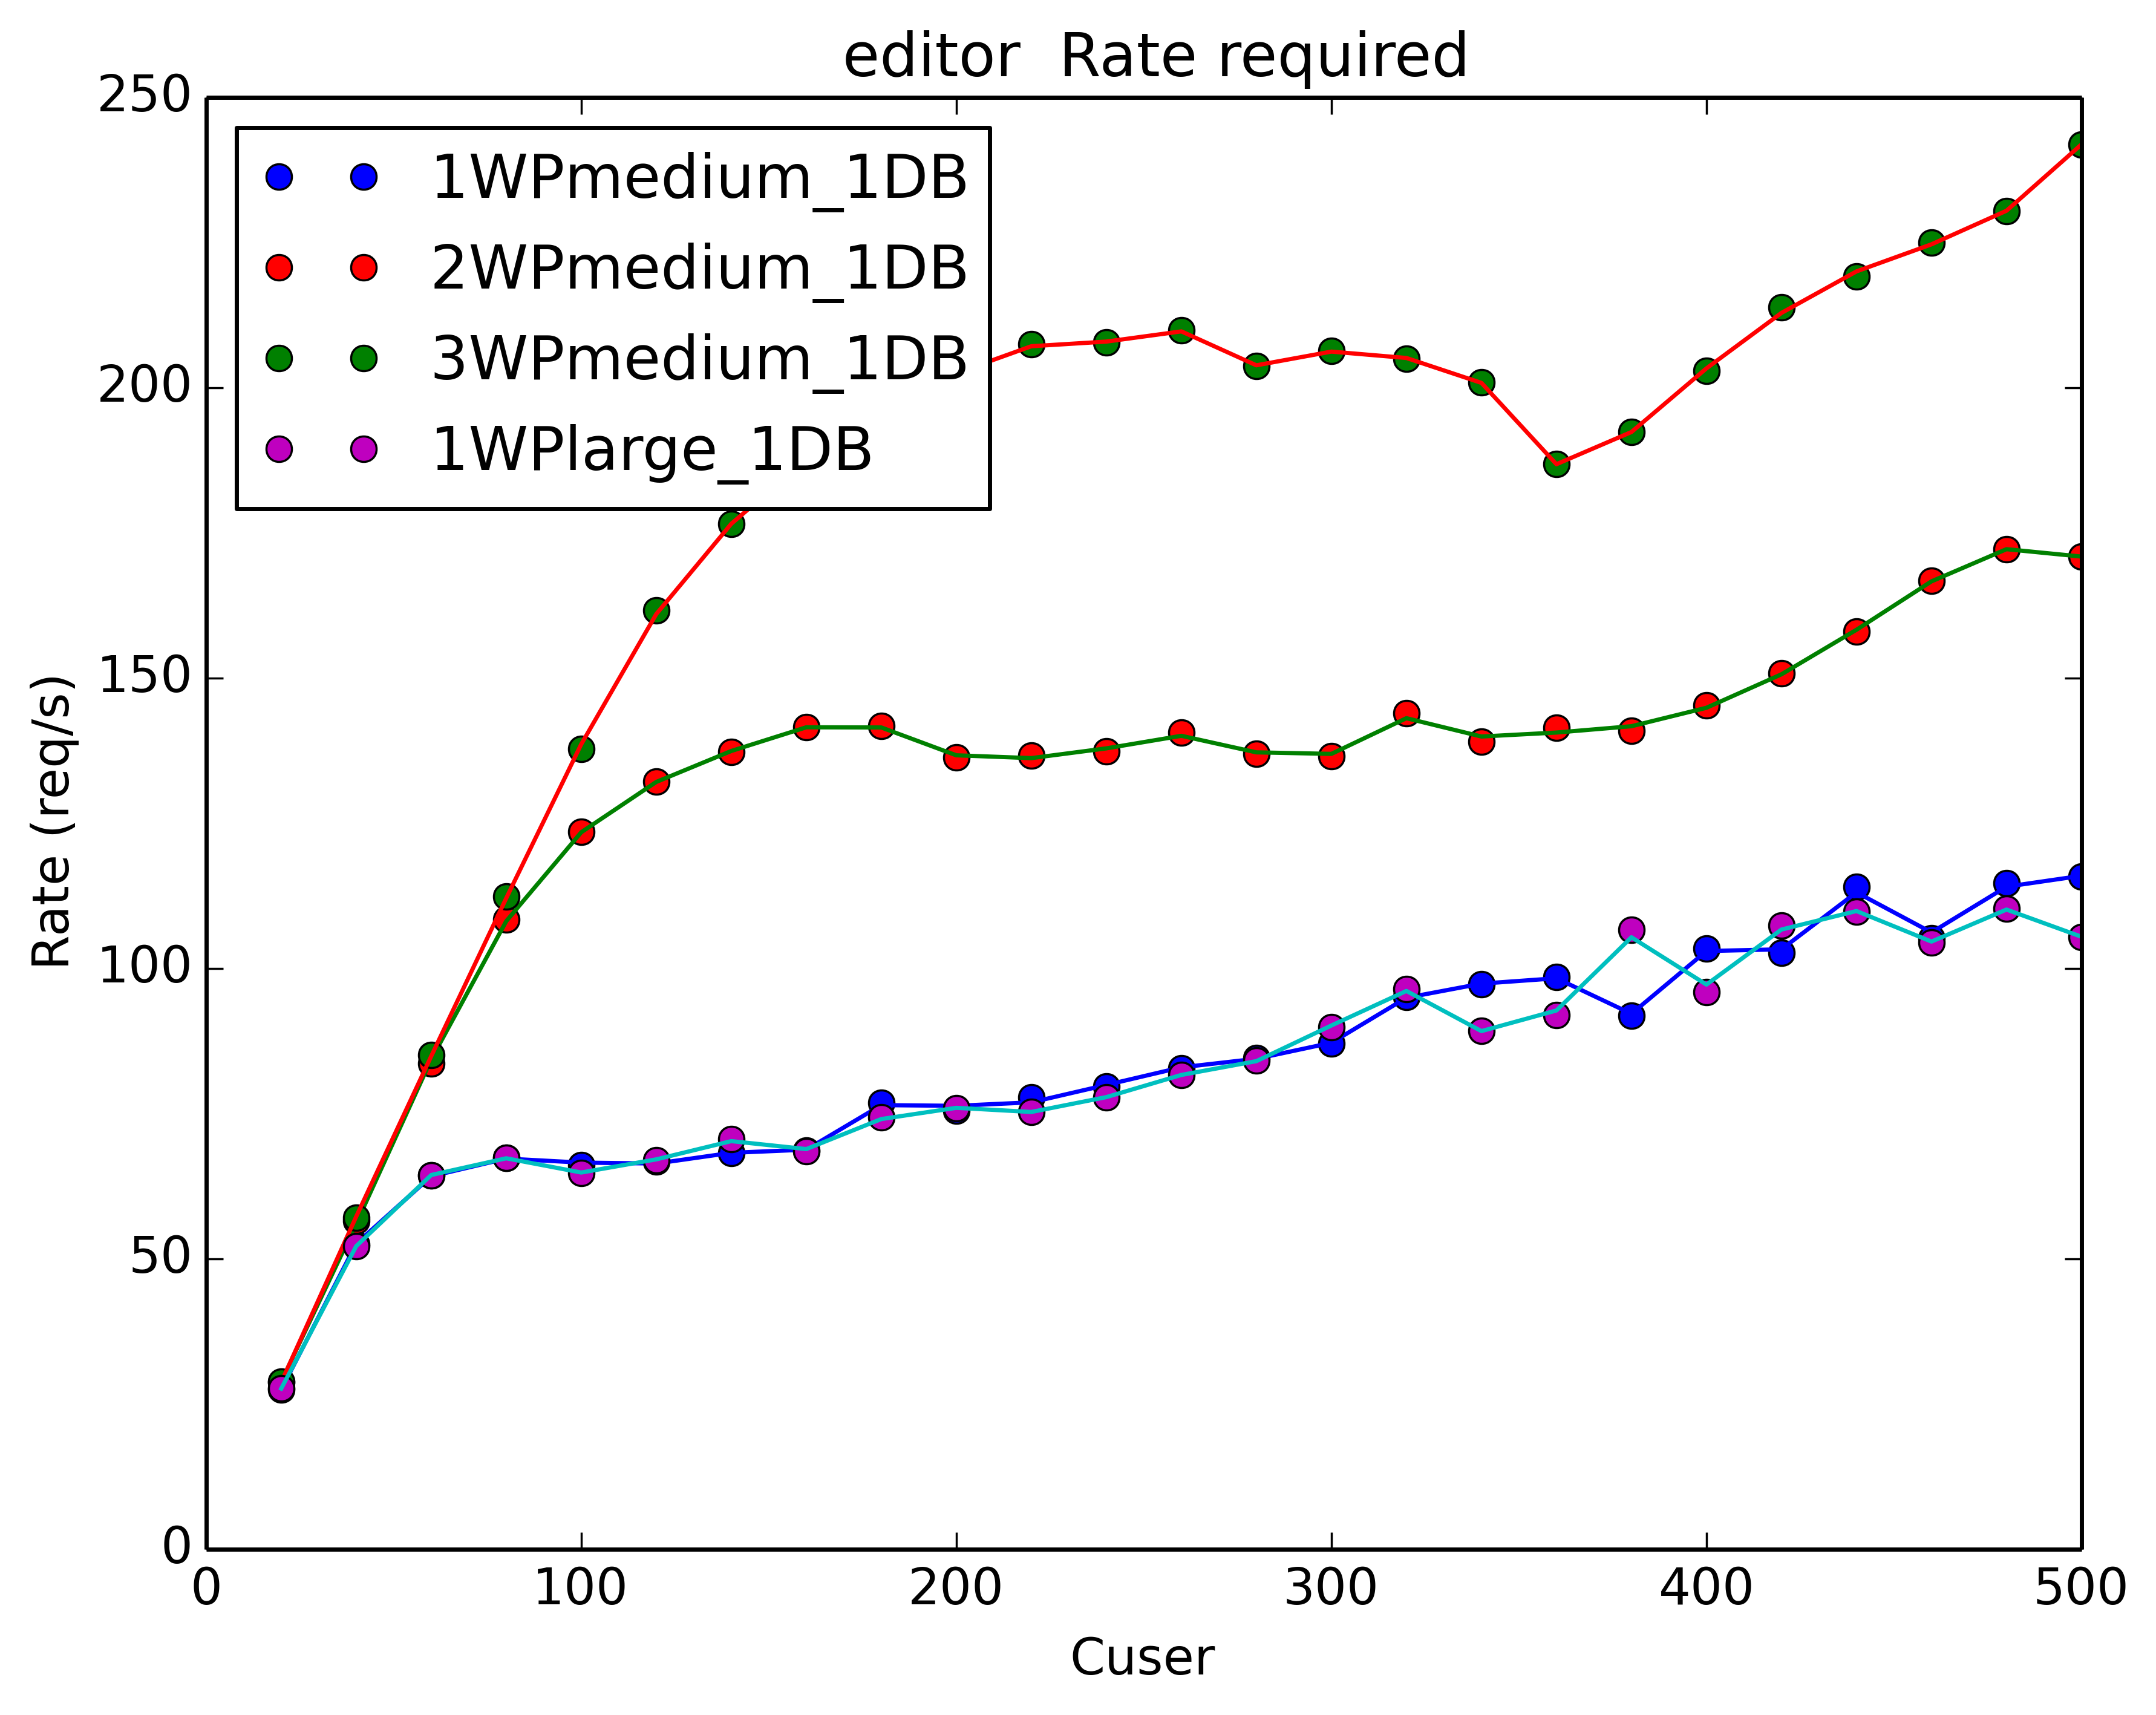 editor  Rate required
250
200
150
100
50
0
Rate (req/s)
1WPmedium_1DB
2WPmedium_1DB
3WPmedium_1DB
1WPlarge_1DB
0 100 200 300 400 500
Cuser